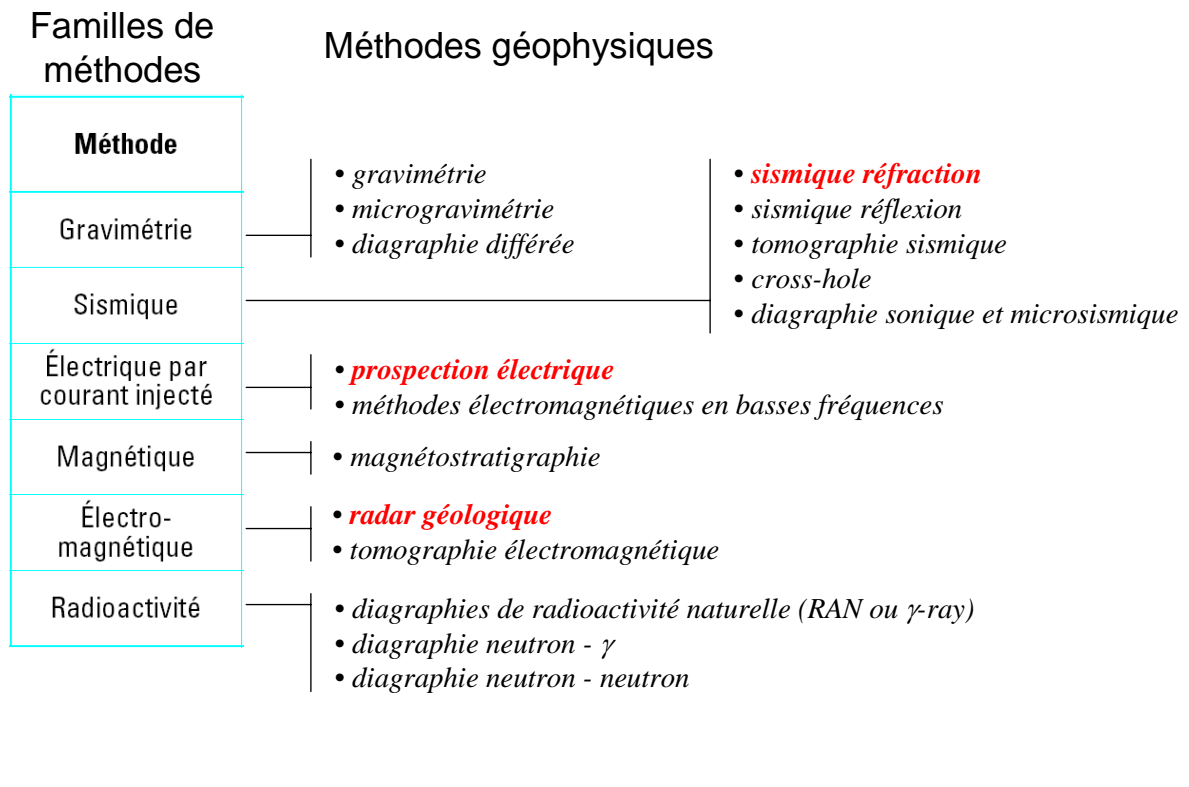 Familles de
méthodes
Méthodes géophysiques
Méthode
Gravimétrie
• gravimétrie
• microgravimétrie
• diagraphie différée
Sismique
• sismique réfraction
• sismique réflexion
• tomographie sismique
• cross-hole
• diagraphie sonique et microsismique
Électrique par
courant injecté
• prospection électrique
• méthodes électromagnétiques en basses fréquences
Magnétique
• magnétostratigraphie
Électro-
magnétique
• radar géologique
• tomographie électromagnétique
Radioactivité
• diagraphies de radioactivité naturelle (RAN ou γ-ray)
• diagraphie neutron - γ
• diagraphie neutron - neutron